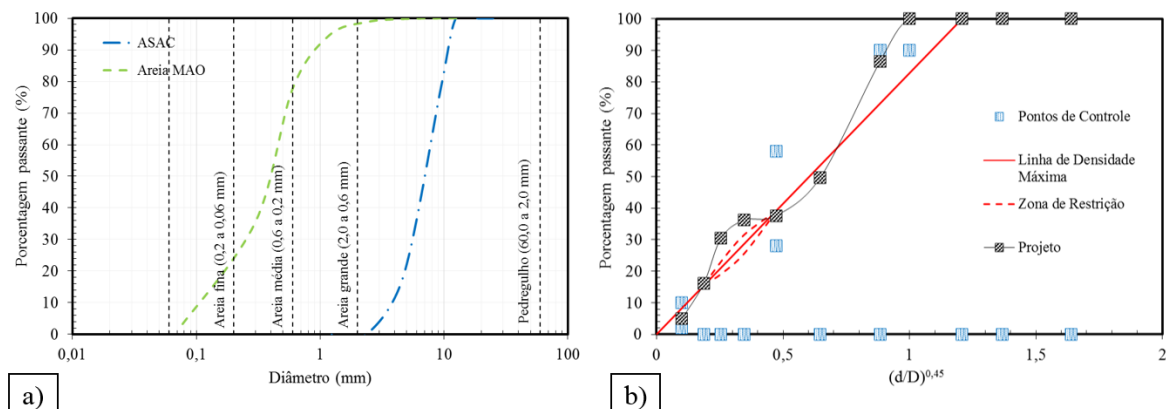 100
90
80
70
60
50
40
30
20
10
0
Porcentagem passante (%)
ASAC
Areia MAO
Areia fina (0,2 a 0,06 mm)
Areia média (0,6 a 0,2 mm)
Areia grande (2,0 a 0,6 mm)
Pedregulho (60,0 a 2,0 mm)
0,01
0,1
1
10
100
Diâmetro (mm)
a)
100
90
80
70
60
50
40
30
20
10
0
Porcentagem passante (%)
Pontos de Controle
Linha de Densidade
Máxima
Zona de Restrição
Projeto
0
0,5
1
1,5
2
(d/D)^0,45
b)